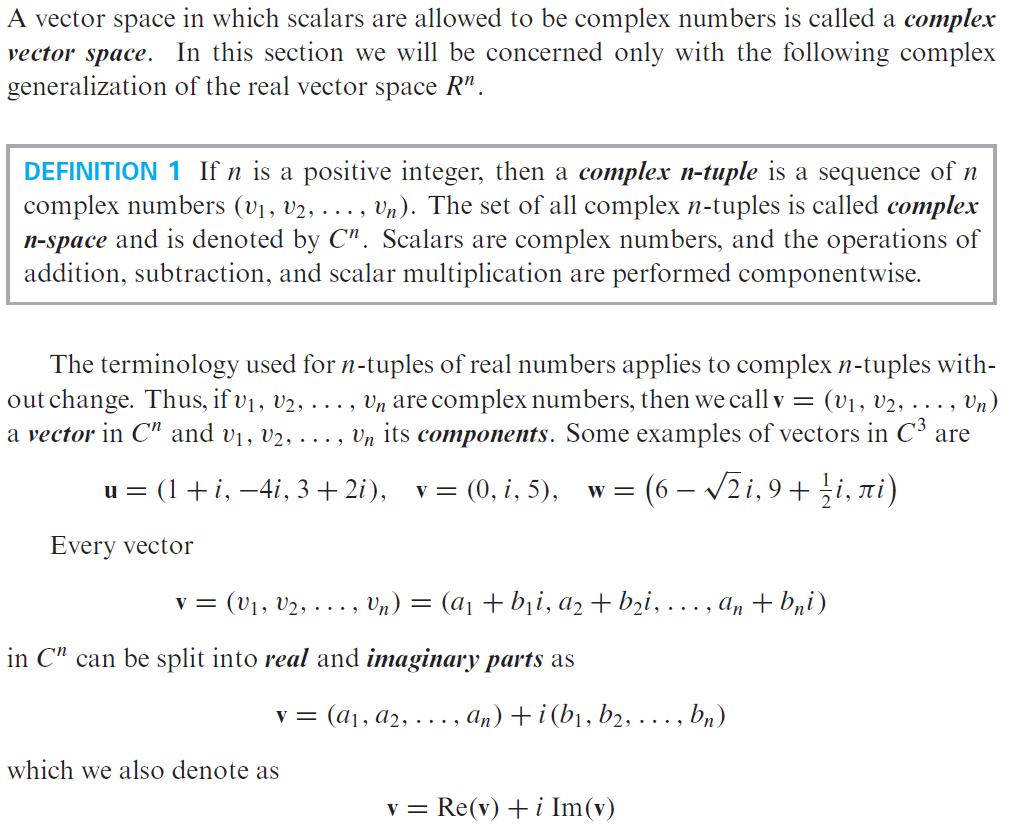 A vector space in which scalars are allowed to be complex numbers is called a complex
vector space. In this section we will be concerned only with the following complex
generalization of the real vector space Rⁿ.
DEFINITION 1 If n is a positive integer, then a complex n-tuple is a sequence of n
complex numbers (v₁, v₂, . . . , vₙ). The set of all complex n-tuples is called complex
n-space and is denoted by Cⁿ. Scalars are complex numbers, and the operations of
addition, subtraction, and scalar multiplication are performed componentwise.
The terminology used for n-tuples of real numbers applies to complex n-tuples with-
out change. Thus, if v₁, v₂, . . . , vₙ are complex numbers, then we call v = (v₁, v₂, . . . , vₙ)
a vector in Cⁿ and v₁, v₂, . . . , vₙ its components. Some examples of vectors in C³ are
u = (1 + i, −4i, 3 + 2i), v = (0, i, 5), w = (6 − √2 i, 9 + ½i, πi)
Every vector
v = (v₁, v₂, . . . , vₙ) = (a₁ + b₁i, a₂ + b₂i, . . . , aₙ + bₙi)
in Cⁿ can be split into real and imaginary parts as
v = (a₁, a₂, . . . , aₙ) + i(b₁, b₂, . . . , bₙ)
which we also denote as
v = Re(v) + i Im(v)